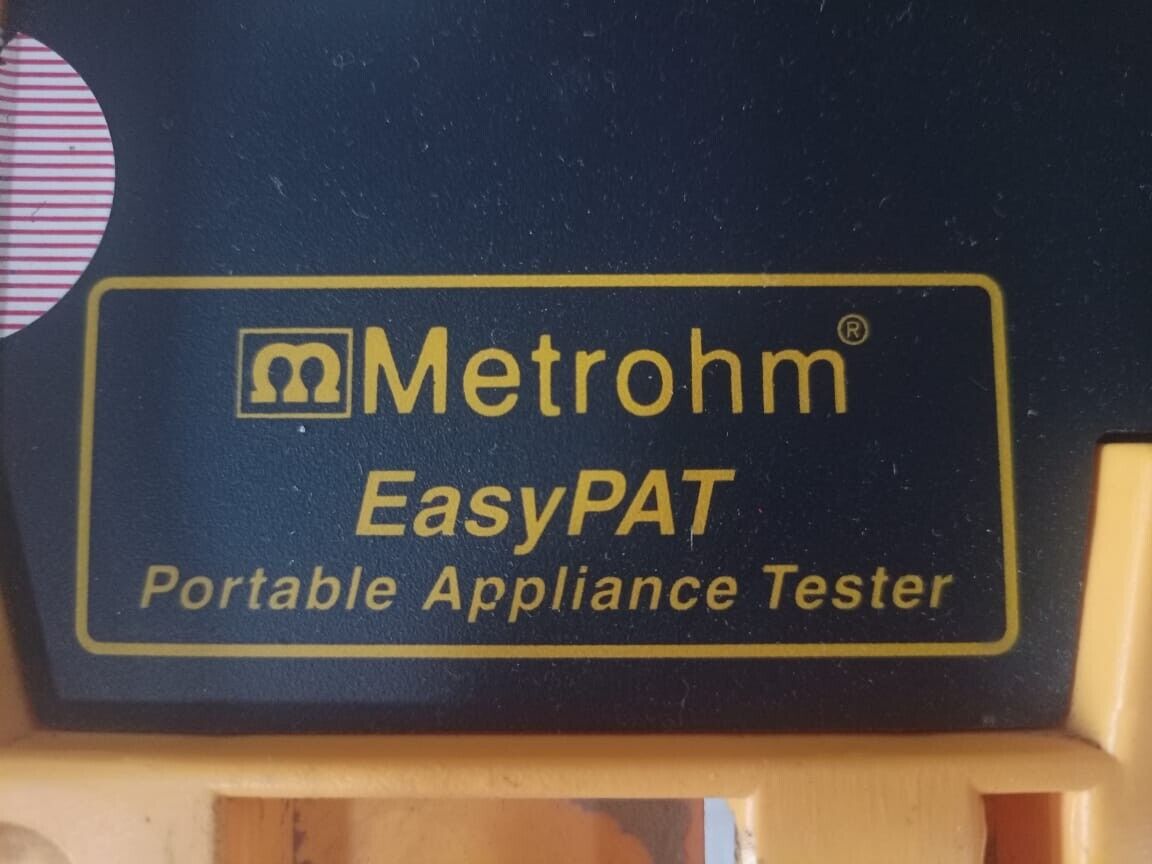 Metrohm®
EasyPAT
Portable Appliance Tester